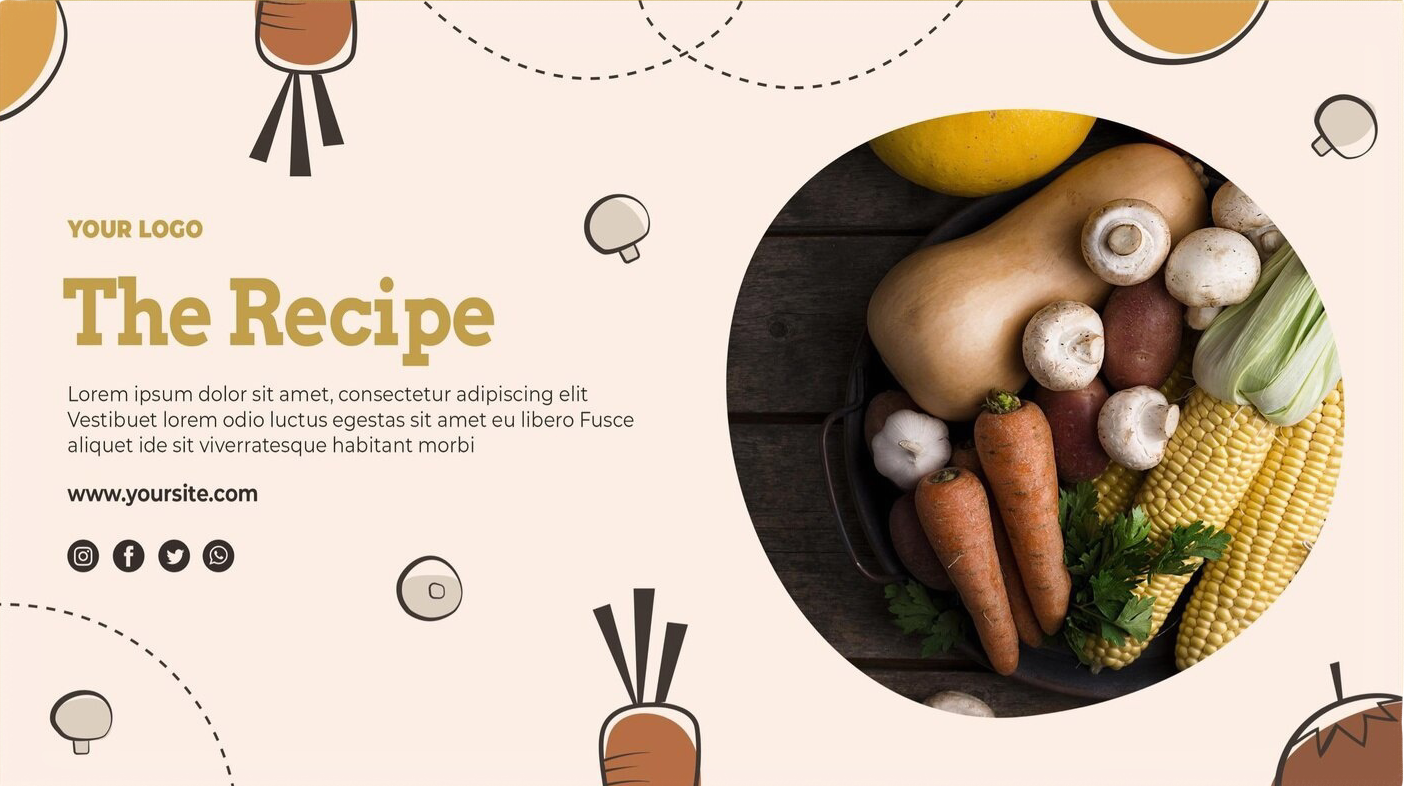 YOUR LOGO
The Recipe
Lorem ipsum dolor sit amet, consectetur adipiscing elit
Vestibuet lorem odio luctus egestas sit amet eu libero Fusce
aliquet ide sit viverratesque habitant morbi
www.yoursite.com